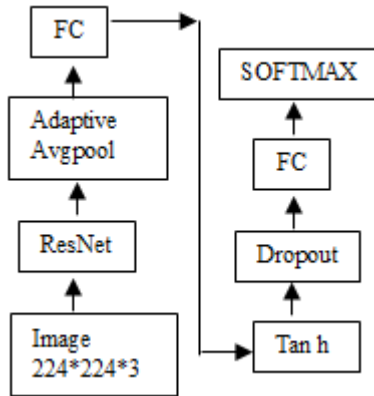 FC
Adaptive
Avgpool
ResNet
Image
224*224*3
SOFTMAX
FC
Dropout
Tan h